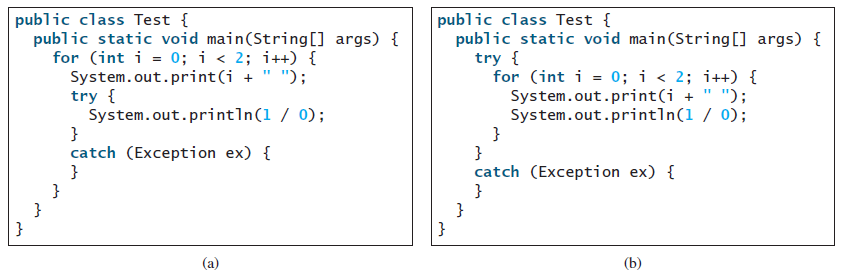 public class Test {
public static void main(String[] args) {
for (int i = 0; i < 2; i++) {
System.out.print(i + " ");
try {
System.out.println(1 / 0);
}
catch (Exception ex) {
}
}
}
}
(a)
public class Test {
public static void main(String[] args) {
try {
for (int i = 0; i < 2; i++) {
System.out.print(i + " ");
System.out.println(1 / 0);
}
}
catch (Exception ex) {
}
}
}
(b)